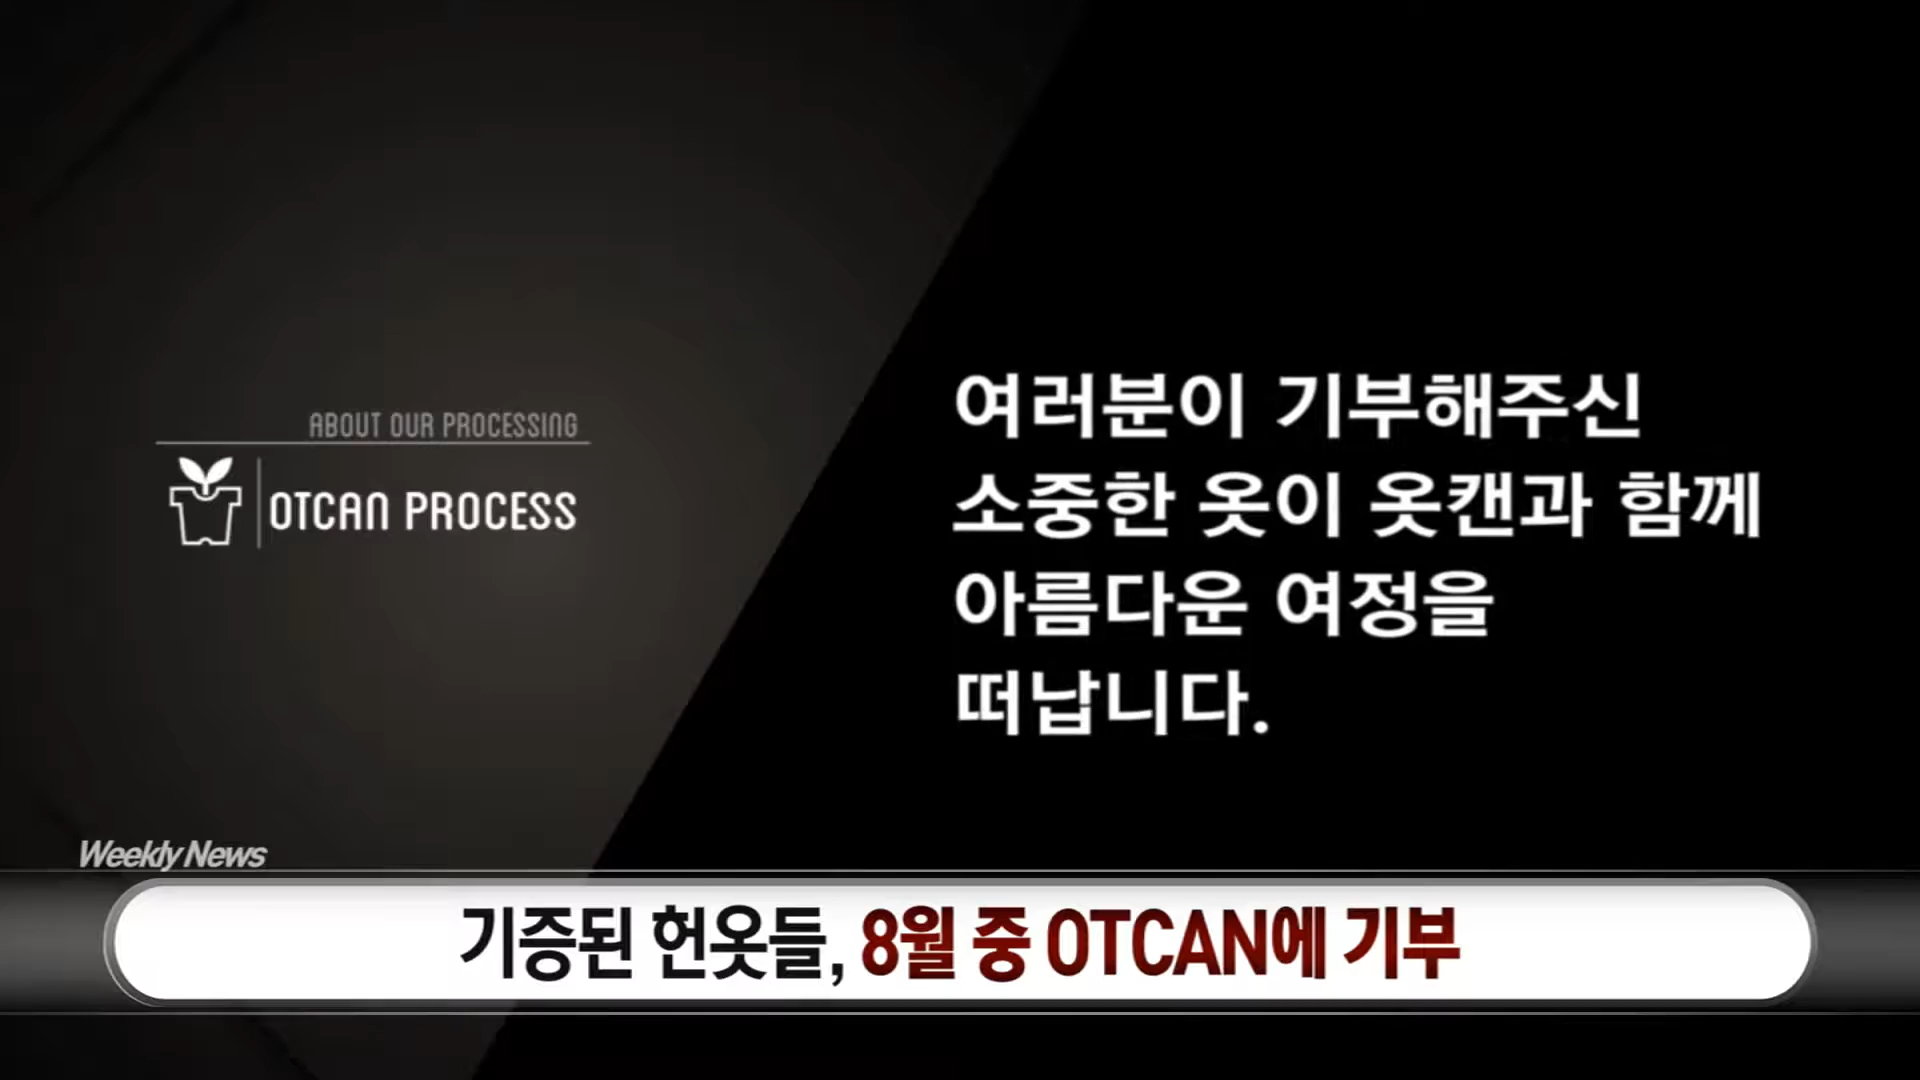 ABOUT OUR PROCESSING
OTCAN PROCESS
여러분이 기부해주신
소중한 옷이 옷캔과 함께
아름다운 여정을
떠납니다.
Weekly News
기증된 헌옷들, 8월 중 OTCAN에 기부